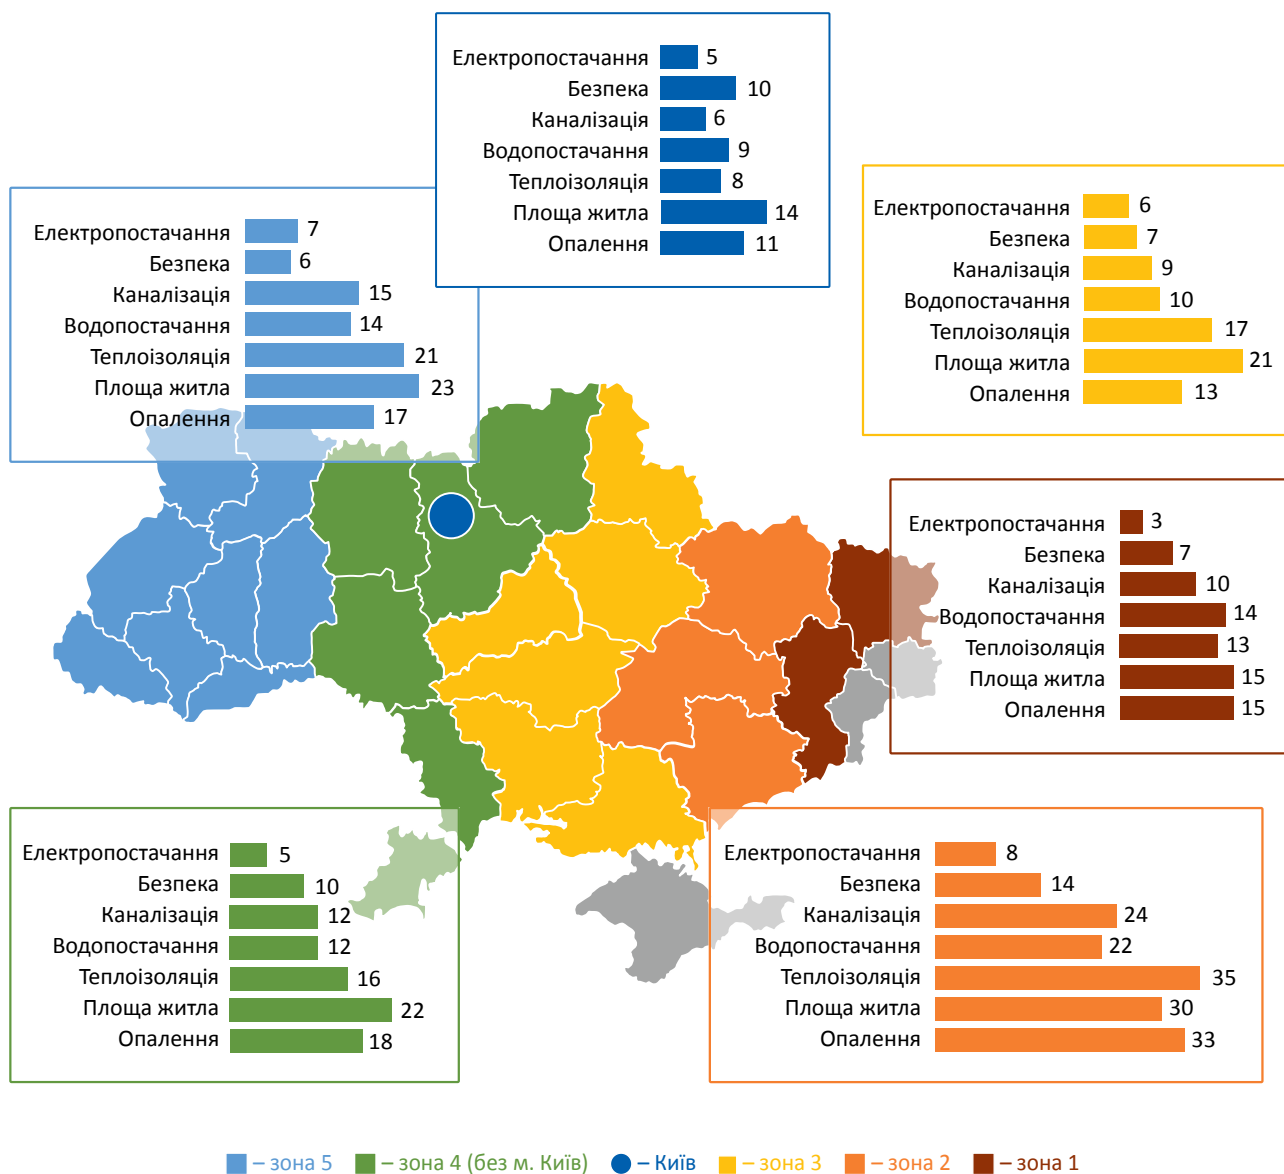 Електропостачання 5
Безпека 10
Каналізація 6
Водопостачання 9
Теплоізоляція 8
Площа житла 14
Опалення 11
Електропостачання 7
Безпека 6
Каналізація 15
Водопостачання 14
Теплоізоляція 21
Площа житла 23
Опалення 17
Електропостачання 6
Безпека 7
Каналізація 9
Водопостачання 10
Теплоізоляція 17
Площа житла 21
Опалення 13
Електропостачання 3
Безпека 7
Каналізація 10
Водопостачання 14
Теплоізоляція 13
Площа житла 15
Опалення 15
Електропостачання 5
Безпека 10
Каналізація 12
Водопостачання 12
Теплоізоляція 16
Площа житла 22
Опалення 18
Електропостачання 8
Безпека 14
Каналізація 24
Водопостачання 22
Теплоізоляція 35
Площа житла 30
Опалення 33
– зона 5 – зона 4 (без м. Київ) – Київ – зона 3 – зона 2 – зона 1